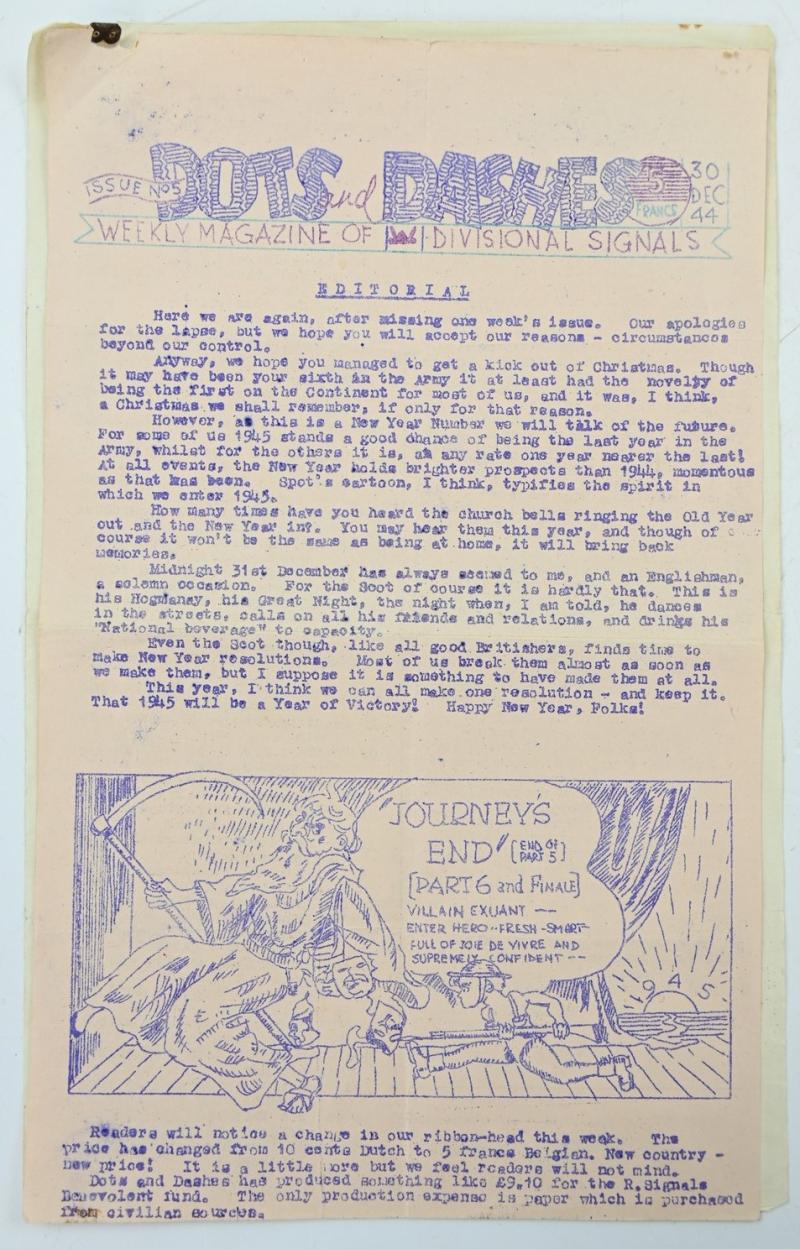 ISSUE Nº5 DOTS and DASHES 5 FRANCS 30 DEC 44
WEEKLY MAGAZINE OF DIVISIONAL SIGNALS
EDITORIAL
Here we are again, after missing one week's issue. Our apologies
for the lapse, but we hope you will accept our reasons - circumstances
beyond our control.
Anyway, we hope you managed to get a kick out of Christmas. Though
it may have been your sixth in the Army it at least had the novelty of
being the first on the Continent for most of us, and it was, I think,
a Christmas we shall remember, if only for that reason.
However, as this is a New Year Number we will talk of the future.
For some of us 1945 stands a good chance of being the last year in the
Army, whilst for the others it is, at any rate one year nearer the last!
At all events, the New Year holds brighter prospects than 1944, momentous
as that has been. Spot's cartoon, I think, typifies the spirit in
which we enter 1945.
How many times have you heard the church bells ringing the Old Year
out and the New Year in?. You may hear them this year, and though of
course it won't be the same as being at home, it will bring back
memories.
Midnight 31st December has always seemed to me, and an Englishman,
a solemn occasion. For the Scot of course it is hardly that. This is
his Hogmanay, his Great Night, the night when, I am told, he dances
in the streets, calls on all his friends and relations, and drinks his
"National beverage" to capacity.
Even the Scot though, like all good Britishers, finds time to
make New Year resolutions. Most of us break them almost as soon as
we make them, but I suppose it is something to have made them at all.
This year, I think we can all make one resolution - and keep it.
That 1945 will be a Year of Victory! Happy New Year, Folks!
"JOURNEY'S
END" [END OF PART 5]
[PART 6 and FINALE]
VILLAIN EXUANT --
ENTER HERO--FRESH-SMART-
FULL OF JOIE DE VIVRE AND
SUPREMELY CONFIDENT--
1945
Readers will notice a change in our ribbon-head this week. The
price has changed from 10 cents Dutch to 5 francs Belgian. New country -
new price! It is a little more but we feel readers will not mind.
Dots and Dashes has produced something like £9.10 for the R.Signals
Benevolent fund. The only production expense is paper which is purchased
from civilian sources.